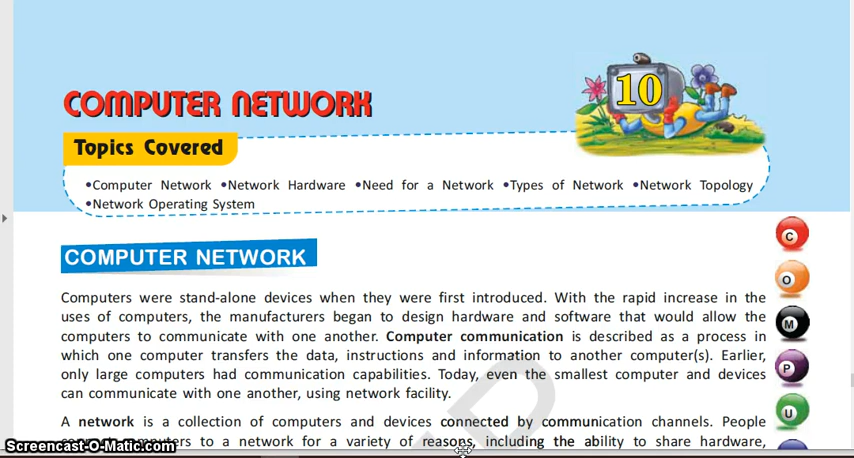 COMPUTER NETWORK
10
Topics Covered
•Computer Network •Network Hardware •Need for a Network •Types of Network •Network Topology
•Network Operating System
COMPUTER NETWORK
Computers were stand-alone devices when they were first introduced. With the rapid increase in the
uses of computers, the manufacturers began to design hardware and software that would allow the
computers to communicate with one another. Computer communication is described as a process in
which one computer transfers the data, instructions and information to another computer(s). Earlier,
only large computers had communication capabilities. Today, even the smallest computer and devices
can communicate with one another, using network facility.
A network is a collection of computers and devices connected by communication channels. People
computers to a network for a variety of reasons, including the ability to share hardware,
C
O
M
P
U
Screencast-O-Matic.com